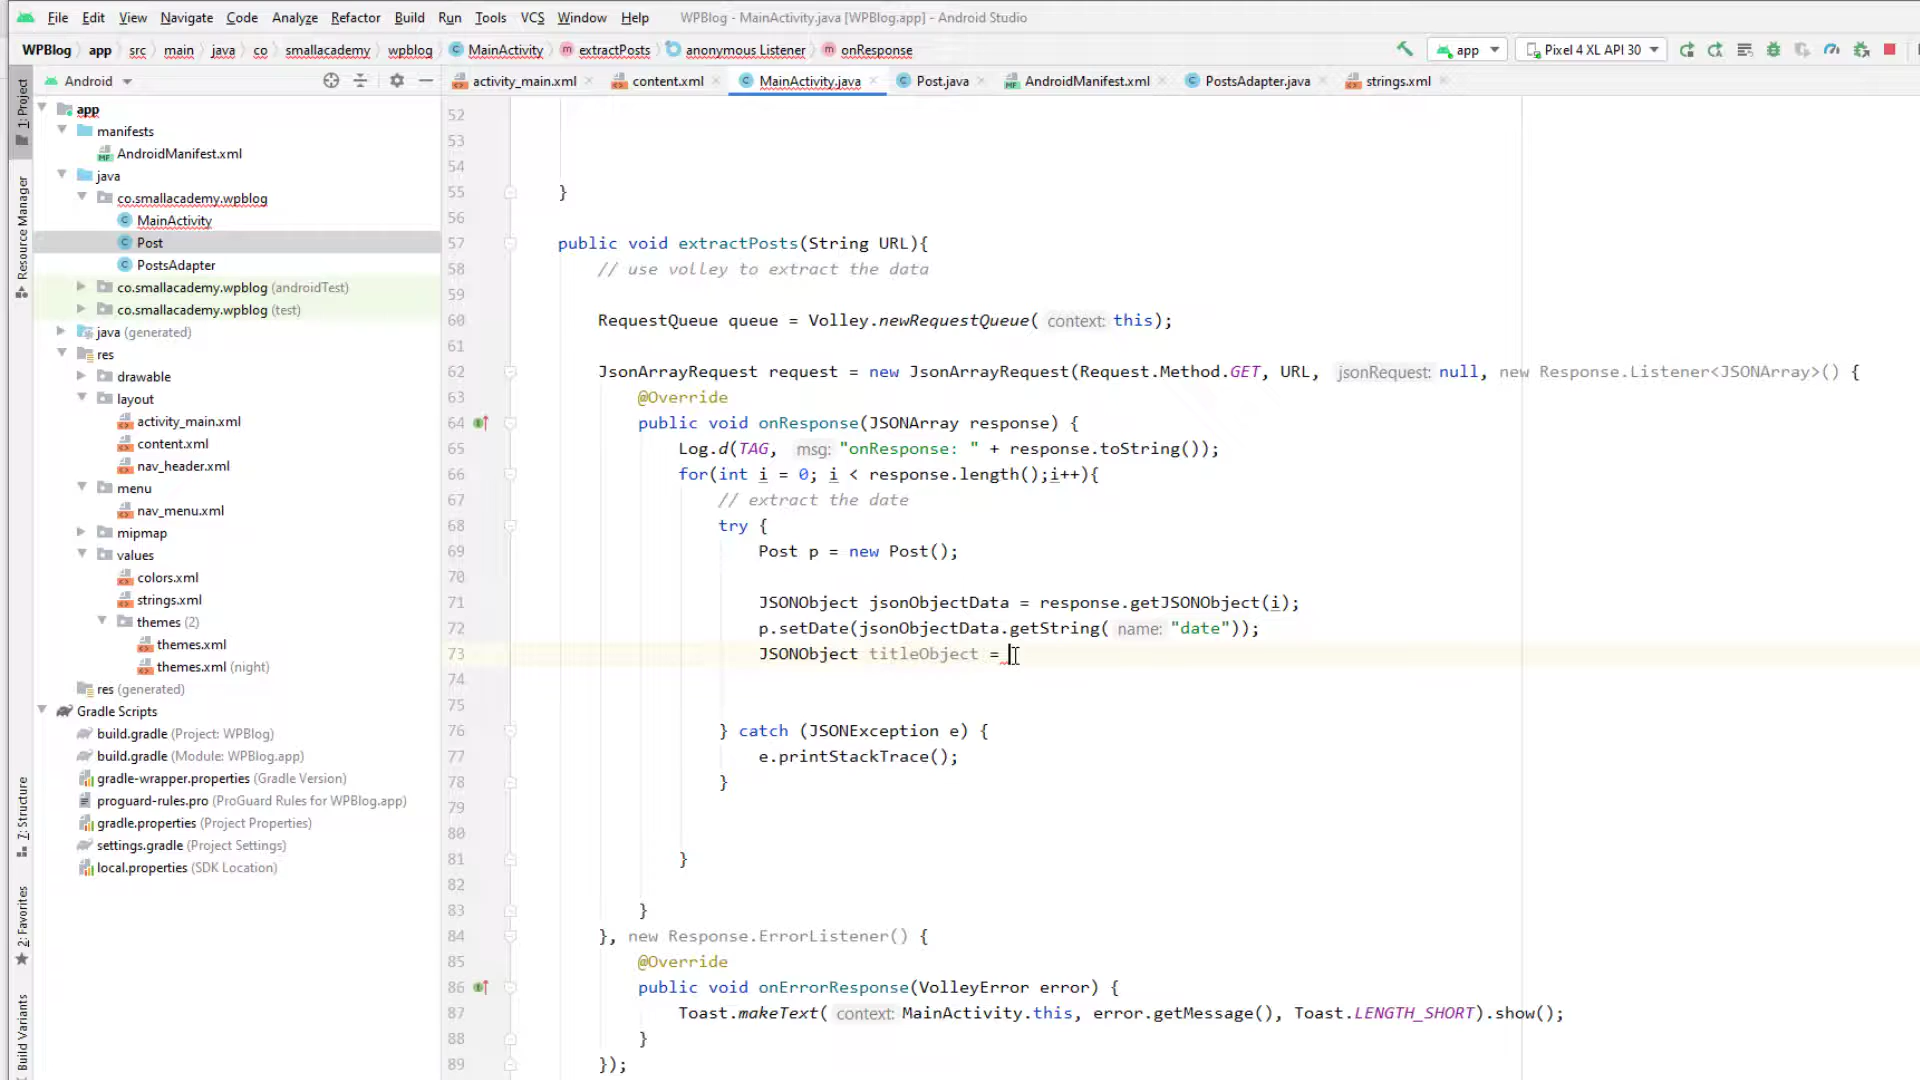 File Edit View Navigate Code Analyze Refactor Build Run Tools VCS Window Help WPBlog - MainActivity.java [WPBlog.app] - Android Studio
WPBlog app src main java co smallacademy wpblog MainActivity extractPosts anonymous Listener onResponse app Pixel 4 XL API 30
Android activity_main.xml content.xml MainActivity.java Post.java AndroidManifest.xml PostsAdapter.java strings.xml
1: Project
Resource Manager
7: Structure
2: Favorites
Build Variants
app
manifests
AndroidManifest.xml
java
co.smallacademy.wpblog
MainActivity
Post
PostsAdapter
co.smallacademy.wpblog (androidTest)
co.smallacademy.wpblog (test)
java (generated)
res
drawable
layout
activity_main.xml
content.xml
nav_header.xml
menu
nav_menu.xml
mipmap
values
colors.xml
strings.xml
themes (2)
themes.xml
themes.xml (night)
res (generated)
Gradle Scripts
build.gradle (Project: WPBlog)
build.gradle (Module: WPBlog.app)
gradle-wrapper.properties (Gradle Version)
proguard-rules.pro (ProGuard Rules for WPBlog.app)
gradle.properties (Project Properties)
settings.gradle (Project Settings)
local.properties (SDK Location)
52
53
54
55 }
56
57 public void extractPosts(String URL){
58 // use volley to extract the data
59
60 RequestQueue queue = Volley.newRequestQueue( context: this);
61
62 JsonArrayRequest request = new JsonArrayRequest(Request.Method.GET, URL, jsonRequest: null, new Response.Listener<JSONArray>() {
63 @Override
64 public void onResponse(JSONArray response) {
65 Log.d(TAG, msg: "onResponse: " + response.toString());
66 for(int i = 0; i < response.length();i++){
67 // extract the date
68 try {
69 Post p = new Post();
70
71 JSONObject jsonObjectData = response.getJSONObject(i);
72 p.setDate(jsonObjectData.getString( name: "date"));
73 JSONObject titleObject =
74
75
76 } catch (JSONException e) {
77 e.printStackTrace();
78 }
79
80
81 }
82
83 }
84 }, new Response.ErrorListener() {
85 @Override
86 public void onErrorResponse(VolleyError error) {
87 Toast.makeText( context: MainActivity.this, error.getMessage(), Toast.LENGTH_SHORT).show();
88 }
89 });